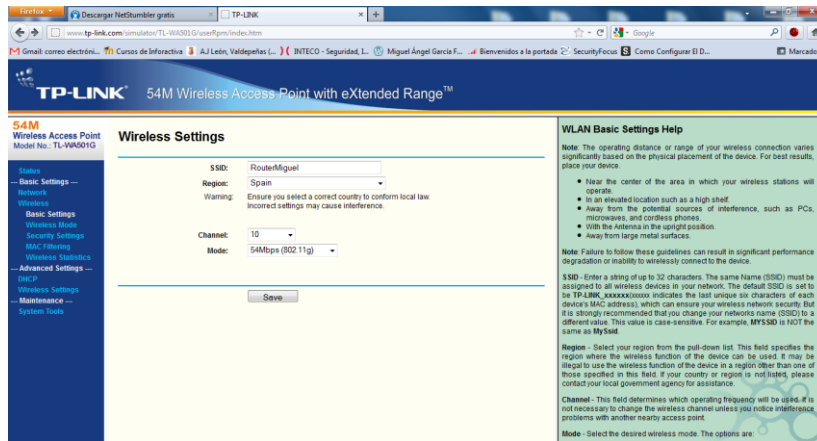 Firefox
Descargar NetStumbler gratis
TP-LINK
www.tp-link.com/simulator/TL-WA501G/userRpm/index.htm
Google
Gmail: correo electróni...
Cursos de Inforactiva
A.J León, Valdepeñas (...
INTECO - Seguridad, I...
Miguel Ángel García F...
Bienvenidos a la portada
SecurityFocus
Como Configurar El D...
Marcado
TP-LINK®
54M Wireless Access Point with eXtended Range™
54M
Wireless Access Point
Model No.: TL-WA501G
Status
--- Basic Settings ---
Network
Wireless
Basic Settings
Wireless Mode
Security Settings
MAC Filtering
Wireless Statistics
--- Advanced Settings ---
DHCP
Wireless Settings
--- Maintenance ---
System Tools
Wireless Settings
SSID: RouterMiguel
Region: Spain
Warning: Ensure you select a correct country to conform local law.
Incorrect settings may cause interference.
Channel: 10
Mode: 54Mbps (802.11g)
Save
WLAN Basic Settings Help
Note: The operating distance or range of your wireless connection varies
significantly based on the physical placement of the device. For best results,
place your device.
● Near the center of the area in which your wireless stations will
operate.
● In an elevated location such as a high shelf.
● Away from the potential sources of interference, such as PCs,
microwaves, and cordless phones.
● With the Antenna in the upright position.
● Away from large metal surfaces.
Note: Failure to follow these guidelines can result in significant performance
degradation or inability to wirelessly connect to the device.
SSID - Enter a string of up to 32 characters. The same Name (SSID) must be
assigned to all wireless devices in your network. The default SSID is set to
be TP-LINK_xxxxxx(xxxxxx indicates the last unique six characters of each
device's MAC address), which can ensure your wireless network security. But
it is strongly recommended that you change your networks name (SSID) to a
different value. This value is case-sensitive. For example, MYSSID is NOT the
same as MySsid.
Region - Select your region from the pull-down list. This field specifies the
region where the wireless function of the device can be used. It may be
illegal to use the wireless function of the device in a region other than one of
those specified in this field. If your country or region is not listed, please
contact your local government agency for assistance.
Channel - This field determines which operating frequency will be used. It is
not necessary to change the wireless channel unless you notice interference
problems with another nearby access point.
Mode - Select the desired wireless mode. The options are: